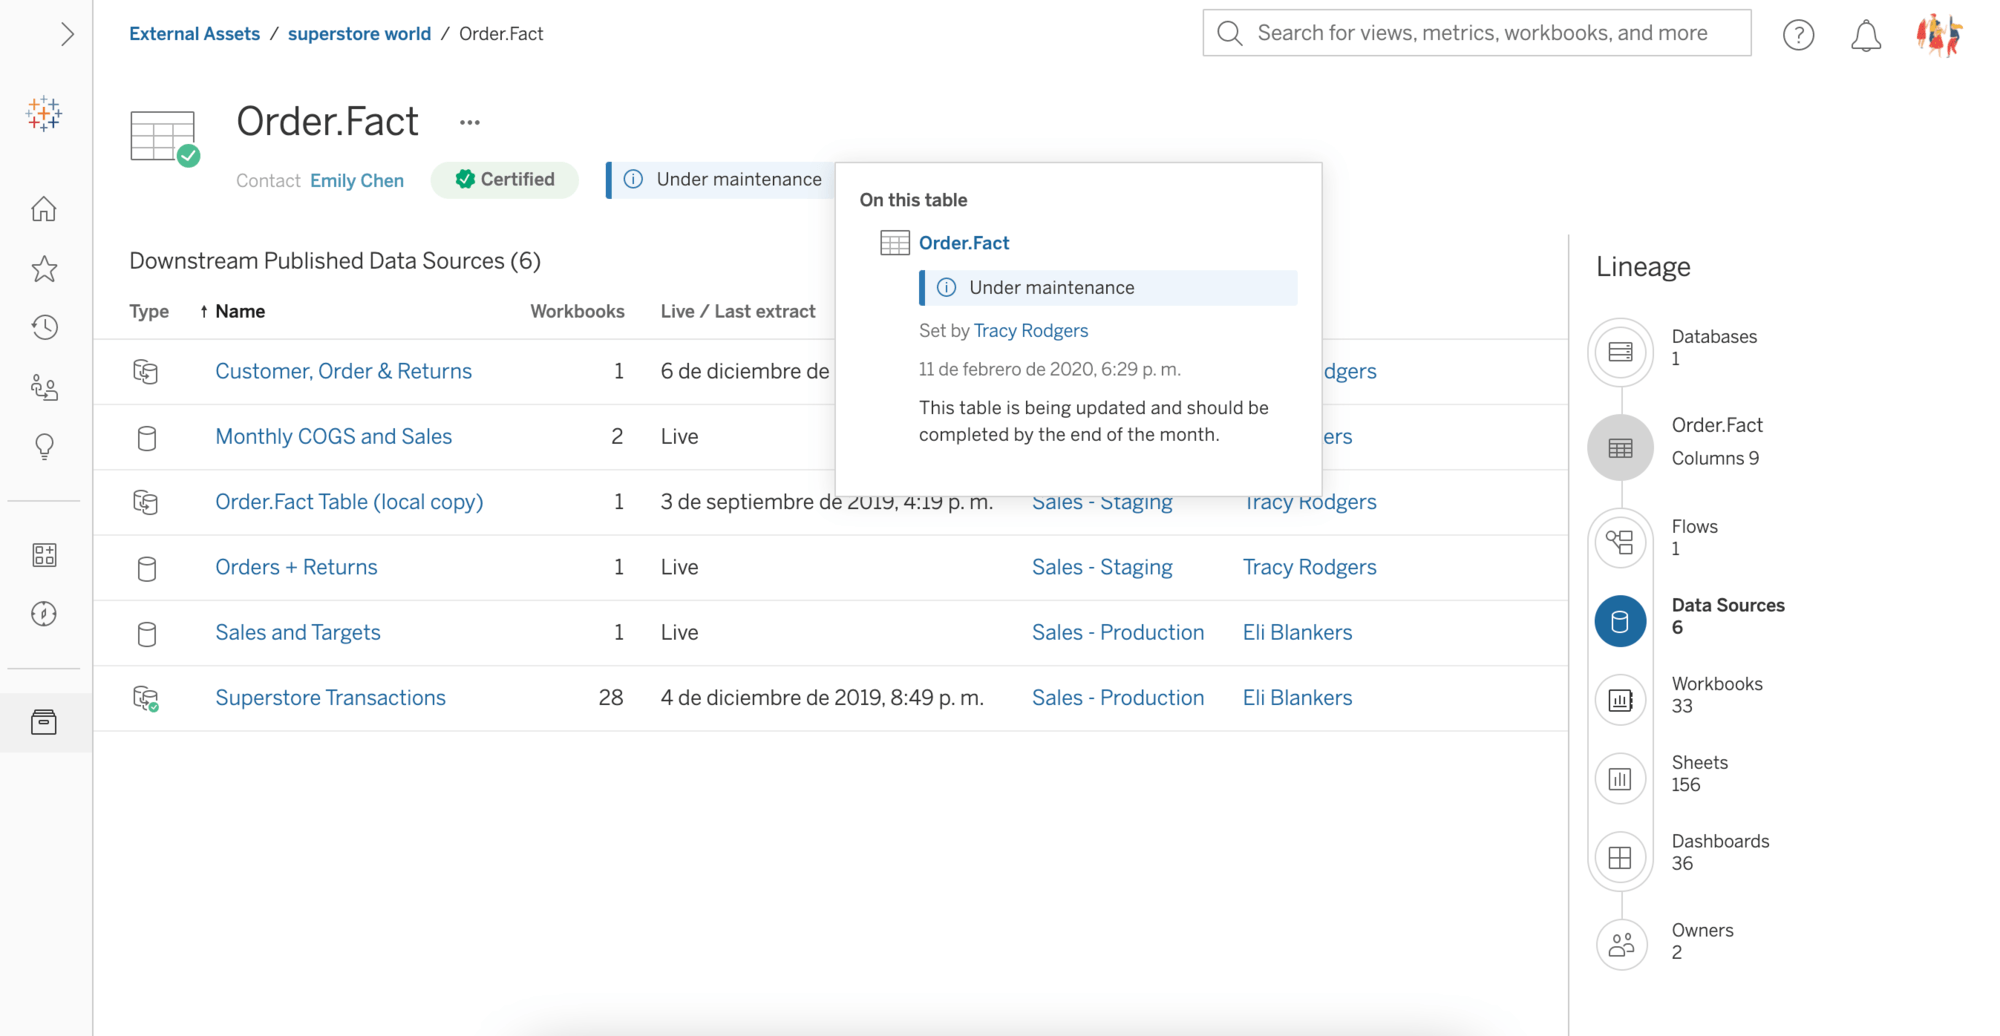 External Assets / superstore world / Order.Fact
Search for views, metrics, workbooks, and more
Order.Fact
Contact Emily Chen
Certified
Under maintenance
On this table
Order.Fact
Under maintenance
Set by Tracy Rodgers
11 de febrero de 2020, 6:29 p. m.
This table is being updated and should be
completed by the end of the month.
Downstream Published Data Sources (6)
Type ↑ Name Workbooks Live / Last extract
Customer, Order & Returns 1 6 de diciembre de dgers
Monthly COGS and Sales 2 Live ers
Order.Fact Table (local copy) 1 3 de septiembre de 2019, 4:19 p. m. Sales - Staging Tracy Rodgers
Orders + Returns 1 Live Sales - Staging Tracy Rodgers
Sales and Targets 1 Live Sales - Production Eli Blankers
Superstore Transactions 28 4 de diciembre de 2019, 8:49 p. m. Sales - Production Eli Blankers
Lineage
Databases
1
Order.Fact
Columns 9
Flows
1
Data Sources
6
Workbooks
33
Sheets
156
Dashboards
36
Owners
2